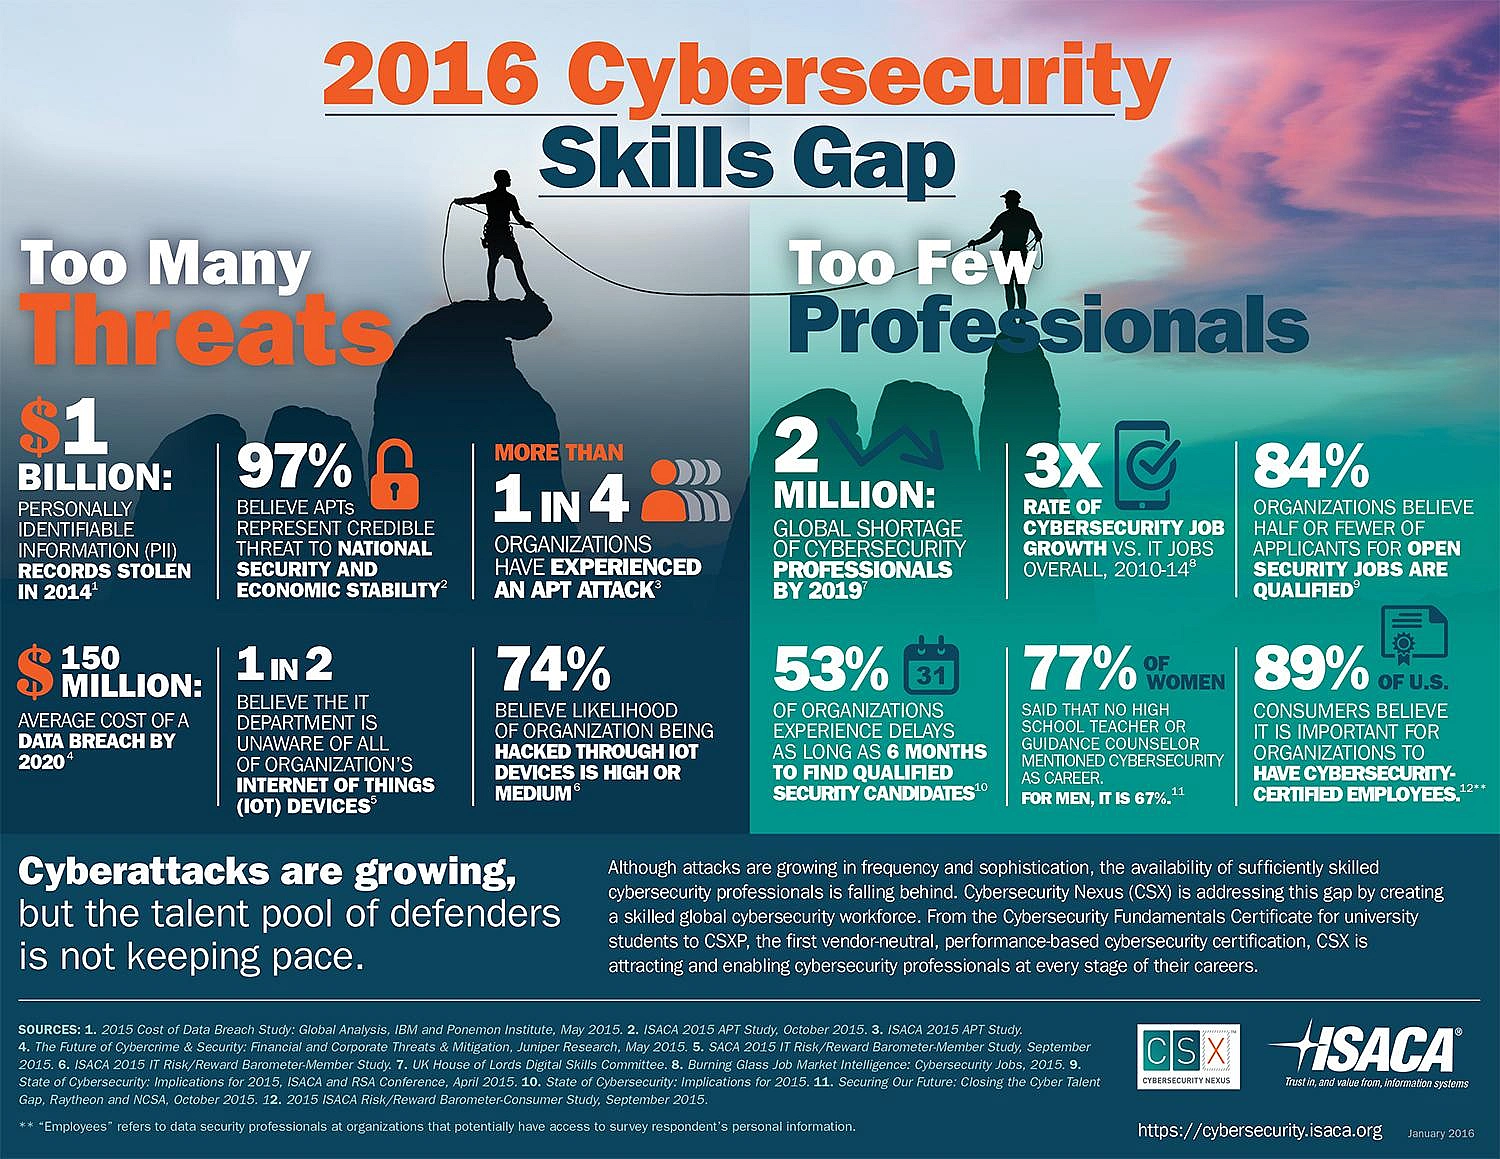 2016 Cybersecurity
Skills Gap
Too Many
Threats
$1
BILLION:
PERSONALLY
IDENTIFIABLE
INFORMATION (PII)
RECORDS STOLEN
IN 2014¹
97%
BELIEVE APTs
REPRESENT CREDIBLE
THREAT TO NATIONAL
SECURITY AND
ECONOMIC STABILITY²
MORE THAN
1 IN 4
ORGANIZATIONS
HAVE EXPERIENCED
AN APT ATTACK³
$ 150
MILLION:
AVERAGE COST OF A
DATA BREACH BY
2020⁴
1 IN 2
BELIEVE THE IT
DEPARTMENT IS
UNAWARE OF ALL
OF ORGANIZATION'S
INTERNET OF THINGS
(IOT) DEVICES⁵
74%
BELIEVE LIKELIHOOD
OF ORGANIZATION BEING
HACKED THROUGH IOT
DEVICES IS HIGH OR
MEDIUM⁶
Too Few
Professionals
2
MILLION:
GLOBAL SHORTAGE
OF CYBERSECURITY
PROFESSIONALS
BY 2019⁷
3X
RATE OF
CYBERSECURITY JOB
GROWTH VS. IT JOBS
OVERALL, 2010-14⁸
84%
ORGANIZATIONS BELIEVE
HALF OR FEWER OF
APPLICANTS FOR OPEN
SECURITY JOBS ARE
QUALIFIED⁹
53%
31
OF ORGANIZATIONS
EXPERIENCE DELAYS
AS LONG AS 6 MONTHS
TO FIND QUALIFIED
SECURITY CANDIDATES¹⁰
77% OF WOMEN
SAID THAT NO HIGH
SCHOOL TEACHER OR
GUIDANCE COUNSELOR
MENTIONED CYBERSECURITY
AS CAREER.
FOR MEN, IT IS 67%.¹¹
89% OF U.S.
CONSUMERS BELIEVE
IT IS IMPORTANT FOR
ORGANIZATIONS TO
HAVE CYBERSECURITY-
CERTIFIED EMPLOYEES.¹²**
Cyberattacks are growing,
but the talent pool of defenders
is not keeping pace.
Although attacks are growing in frequency and sophistication, the availability of sufficiently skilled
cybersecurity professionals is falling behind. Cybersecurity Nexus (CSX) is addressing this gap by creating
a skilled global cybersecurity workforce. From the Cybersecurity Fundamentals Certificate for university
students to CSXP, the first vendor-neutral, performance-based cybersecurity certification, CSX is
attracting and enabling cybersecurity professionals at every stage of their careers.
SOURCES: 1. 2015 Cost of Data Breach Study: Global Analysis, IBM and Ponemon Institute, May 2015. 2. ISACA 2015 APT Study, October 2015. 3. ISACA 2015 APT Study.
4. The Future of Cybercrime & Security: Financial and Corporate Threats & Mitigation, Juniper Research, May 2015. 5. SACA 2015 IT Risk/Reward Barometer-Member Study, September
2015. 6. ISACA 2015 IT Risk/Reward Barometer-Member Study. 7. UK House of Lords Digital Skills Committee. 8. Burning Glass Job Market Intelligence: Cybersecurity Jobs, 2015. 9.
State of Cybersecurity: Implications for 2015, ISACA and RSA Conference, April 2015. 10. State of Cybersecurity: Implications for 2015. 11. Securing Our Future: Closing the Cyber Talent
Gap, Raytheon and NCSA, October 2015. 12. 2015 ISACA Risk/Reward Barometer-Consumer Study, September 2015.
** "Employees" refers to data security professionals at organizations that potentially have access to survey respondent's personal information.
CSX
CYBERSECURITY NEXUS
ISACA®
Trust in, and value from, information systems
https://cybersecurity.isaca.org
January 2016